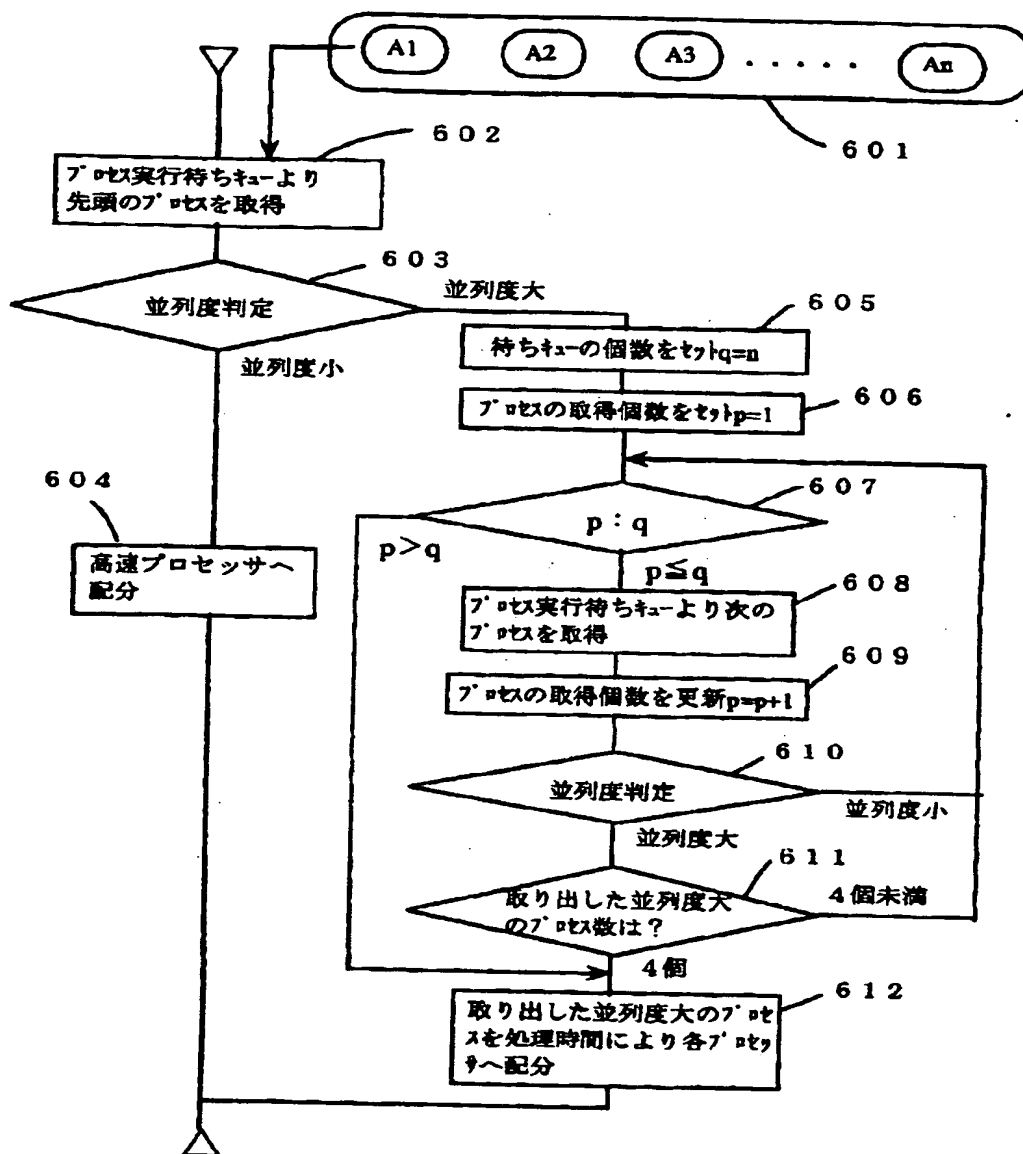 A1 A2 A3 ..... An
601
602
プロセス実行待ちキューより
先頭のプロセスを取得
603
並列度判定
並列度大
並列度小
604
高速プロセッサへ
配分
605
待ちキューの個数をセットq=n
606
プロセスの取得個数をセットp=1
607
p:q
p>q
p≦q
608
プロセス実行待ちキューより次の
プロセスを取得
609
プロセスの取得個数を更新p=p+1
610
並列度判定
並列度小
並列度大
611
取り出した並列度大
のプロセス数は?
4個未満
4個
612
取り出した並列度大のプロセ
スを処理時間により各プロセッ
サへ配分